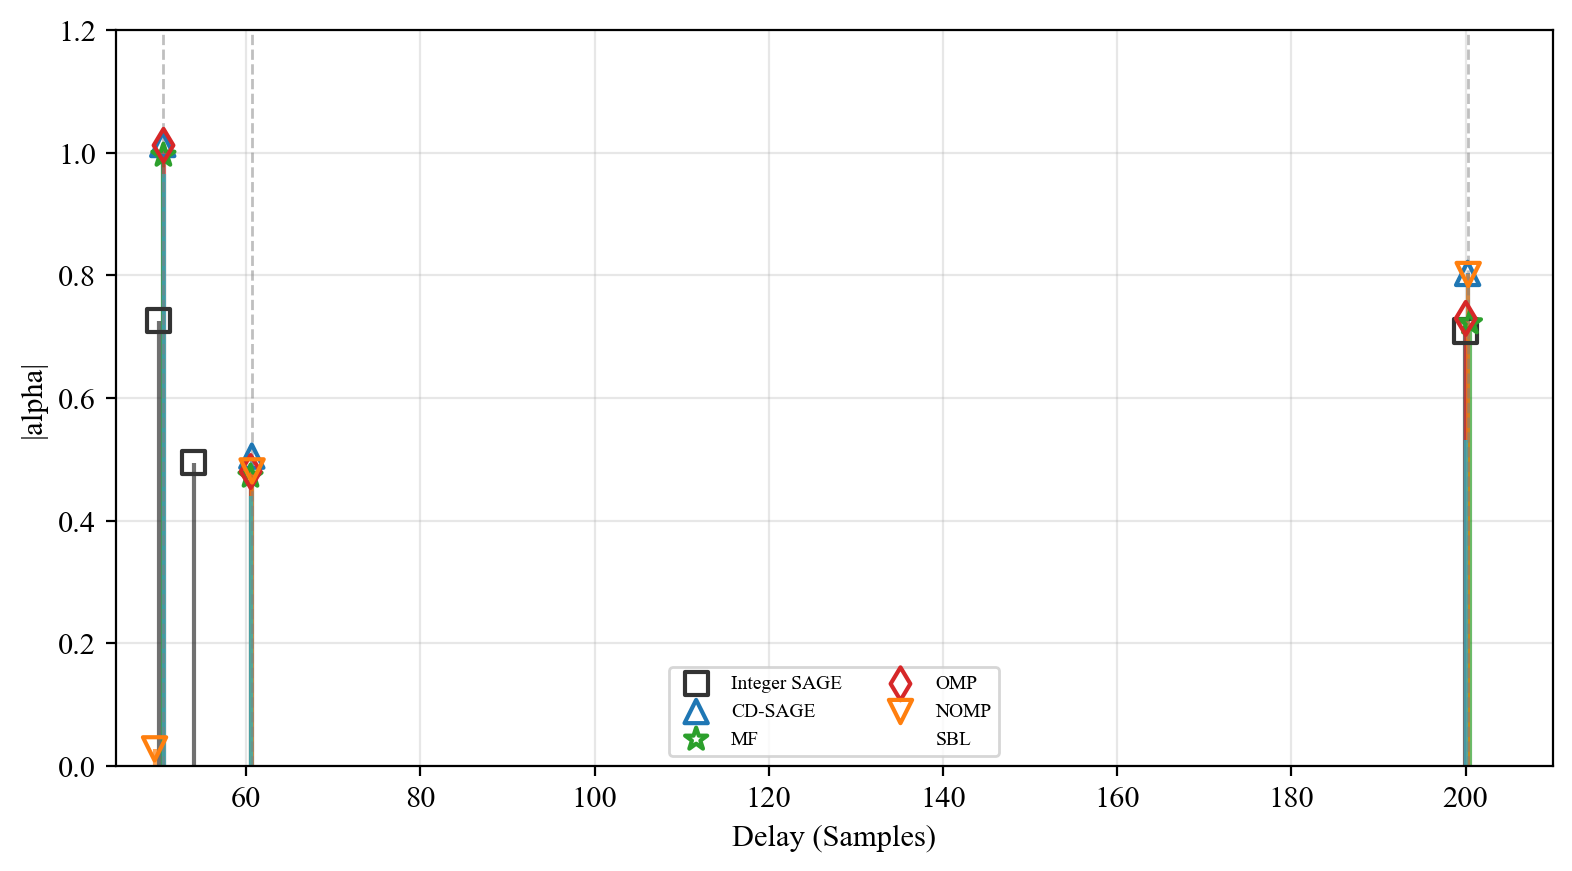 1.2
1.0
0.8
0.6
0.4
0.2
0.0
|alpha|
Integer SAGE
CD-SAGE
MF
OMP
NOMP
SBL
60 80 100 120 140 160 180 200
Delay (Samples)